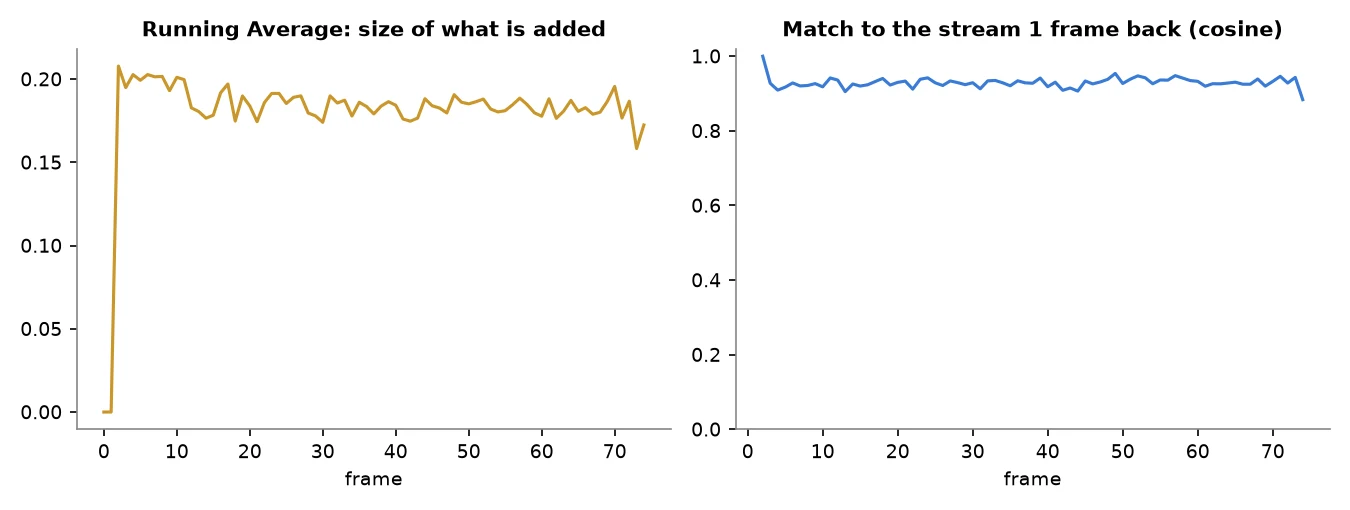 Running Average: size of what is added
0.20
0.15
0.10
0.05
0.00
0 10 20 30 40 50 60 70
frame
Match to the stream 1 frame back (cosine)
1.0
0.8
0.6
0.4
0.2
0.0
0 10 20 30 40 50 60 70
frame